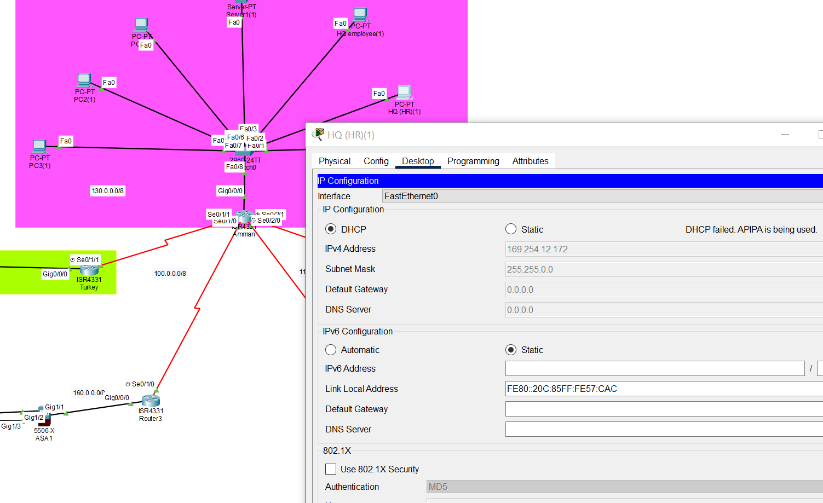 Server-PT
Server1(1)
Fa0
PC-PT
Fa0
Fa0
PC-PT
HQ employee(1)
Fa0
PC-PT
PC2(1)
Fa0
PC-PT
HQ (HR)(1)
Fa0
PC-PT
PC3(1)
Fa0/3
Fa0/6
Fa0/2
Fa0
Fa0/7
Fa0/1
Fa0/8
130.0.0.0/8
Gig0/0/0
Se0/1/1
Se0/1/0
Se0/2/1
Se0/2/0
ISR4331
Amman
Se0/1/1
Gig0/0/0
ISR4331
Turkey
100.0.0.0/8
11
160.0.0.0/
Gig0/0/0
Se0/1/0
ISR4331
Router3
Gig1/1
Gig1/2
Gig1/3
5506-X
ASA1
HQ (HR)(1)
Physical Config Desktop Programming Attributes
IP Configuration
Interface FastEthernet0
IP Configuration
DHCP Static DHCP failed. APIPA is being used.
IPv4 Address 169.254.12.172
Subnet Mask 255.255.0.0
Default Gateway 0.0.0.0
DNS Server 0.0.0.0
IPv6 Configuration
Automatic Static
IPv6 Address /
Link Local Address FE80::20C:85FF:FE57:CAC
Default Gateway
DNS Server
802.1X
Use 802.1X Security
Authentication MD5